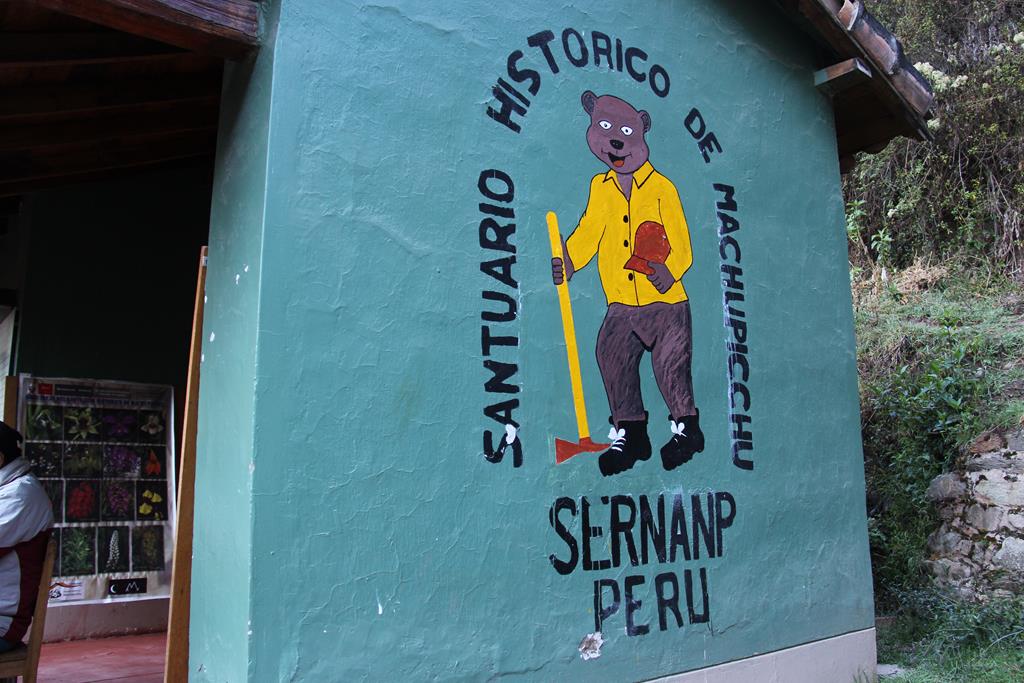 SANTUARIO HISTORICO DE MACHUPICCHU
SERNANP
PERU